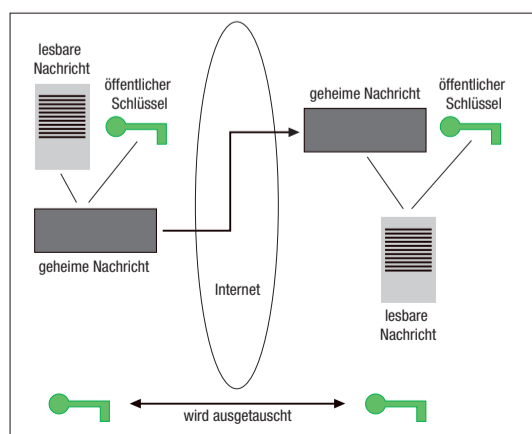 lesbare
Nachricht
öffentlicher
Schlüssel
geheime Nachricht
Internet
geheime Nachricht
öffentlicher
Schlüssel
lesbare
Nachricht
wird ausgetauscht